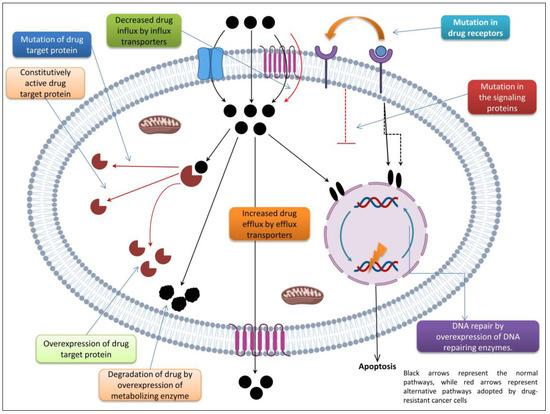 Decreased drug
influx by influx
transporters
Mutation in
drug receptors
Mutation of drug
target protein
Constitutively
active drug
target protein
Mutation in
the signaling
proteins
Increased drug
efflux by efflux
transporters
Overexpression of drug
target protein
Degradation of drug by
overexpression of
metabolizing enzyme
DNA repair by
overexpression of DNA
repairing enzymes.
Apoptosis
Black arrows represent the normal
pathways, while red arrows represent
alternative pathways adopted by drug-
resistant cancer cells